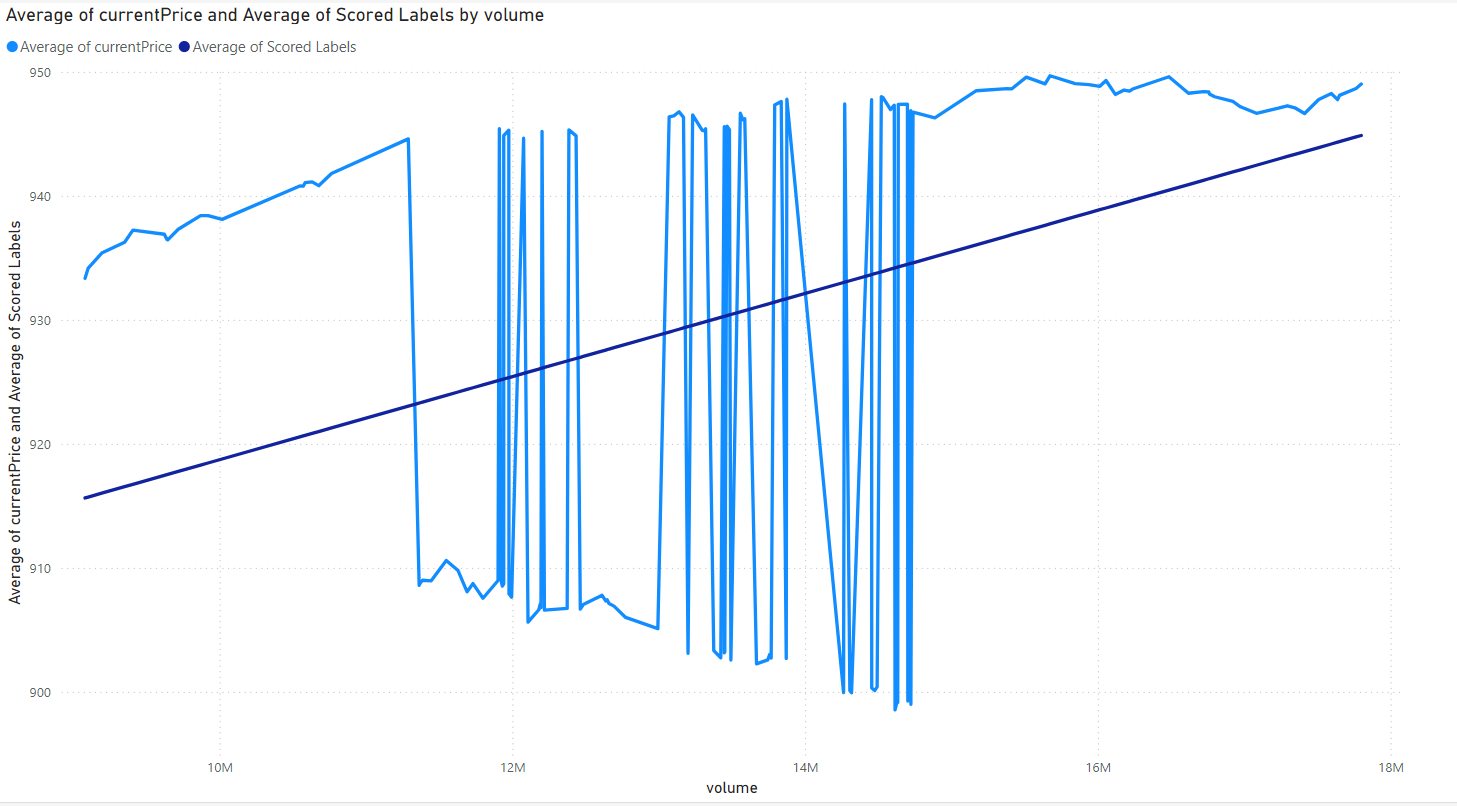 Average of currentPrice and Average of Scored Labels by volume
Average of currentPrice Average of Scored Labels
Average of currentPrice and Average of Scored Labels
950
940
930
920
910
900
10M 12M 14M 16M 18M
volume